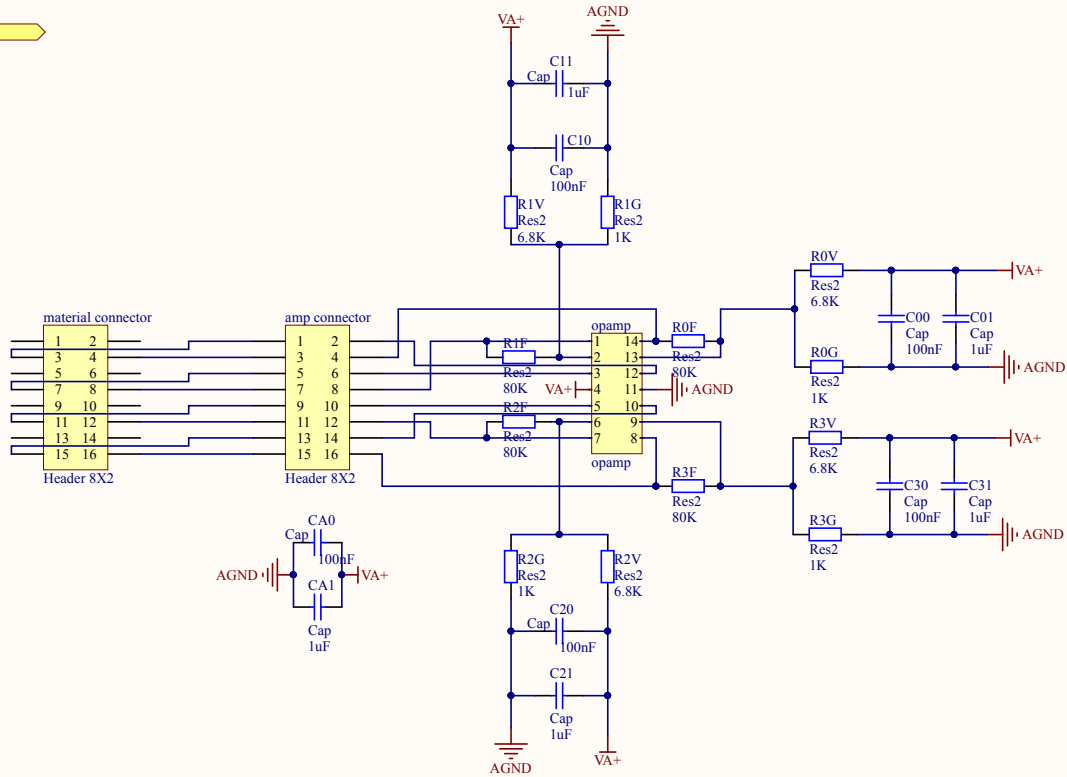 VA+
AGND
C11
Cap
1uF
C10
Cap
100nF
R1V
Res2
6.8K
R1G
Res2
1K
R0V
Res2
6.8K
VA+
C00
Cap
100nF
C01
Cap
1uF
R0G
Res2
1K
AGND
material connector
1 2
3 4
5 6
7 8
9 10
11 12
13 14
15 16
Header 8X2
amp connector
1 2
3 4
5 6
7 8
9 10
11 12
13 14
15 16
Header 8X2
R1F
Res2
80K
VA+
R2F
Res2
80K
opamp
1 14
2 13
3 12
4 11
5 10
6 9
7 8
opamp
R0F
Res2
80K
AGND
R3F
Res2
80K
R3V
Res2
6.8K
VA+
C30
Cap
100nF
C31
Cap
1uF
R3G
Res2
1K
AGND
CA0
Cap
100nF
AGND
VA+
CA1
Cap
1uF
R2G
Res2
1K
R2V
Res2
6.8K
C20
Cap
100nF
C21
Cap
1uF
AGND
VA+